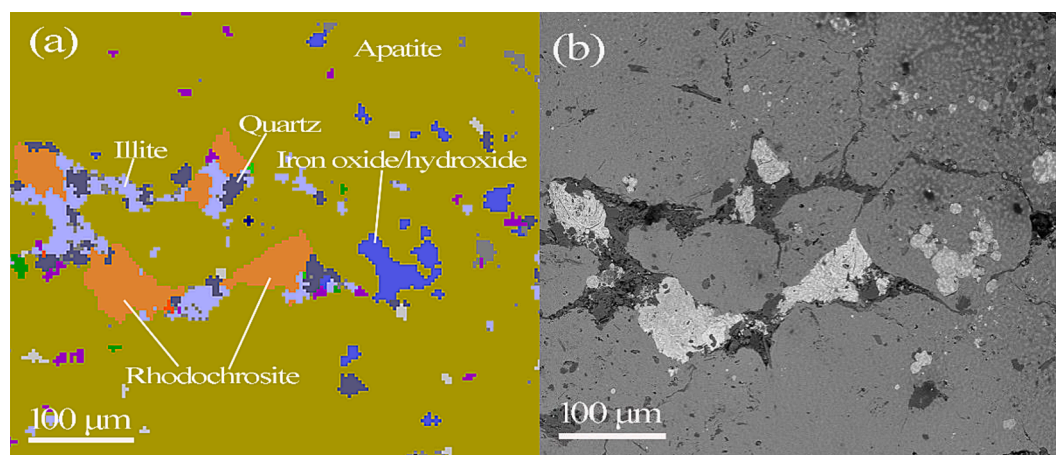 (a)
Apatite
Quartz
Illite
Iron oxide/hydroxide
Rhodochrosite
100 μm
(b)
100 μm